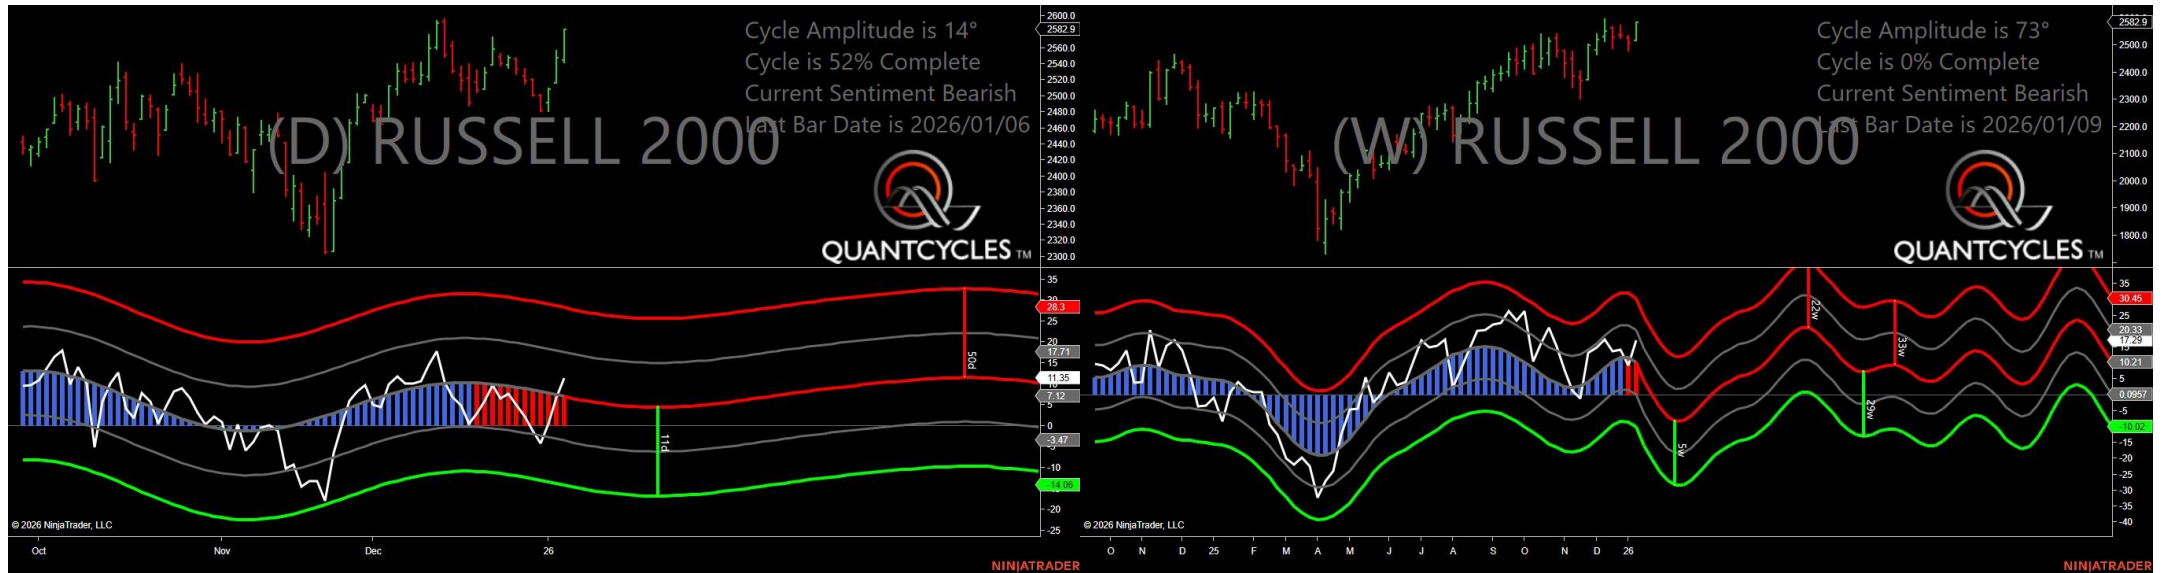 Cycle Amplitude is 14°
Cycle is 52% Complete
Current Sentiment Bearish
Last Bar Date is 2026/01/06
(D) RUSSELL 2000
QUANTCYCLES TM
2600.0
2582.9
2560.0
2540.0
2520.0
2500.0
2480.0
2460.0
2440.0
2420.0
2400.0
2380.0
2360.0
2340.0
2320.0
2300.0
35
28.3
25
20
17.71
15
11.35
7.12
5
0
-3.47
-10
-14.06
-20
-25
50d
11d
© 2026 NinjaTrader, LLC
Oct Nov Dec 26
NINJATRADER
Cycle Amplitude is 73°
Cycle is 0% Complete
Current Sentiment Bearish
Last Bar Date is 2026/01/09
(W) RUSSELL 2000
QUANTCYCLES TM
2582.9
2500.0
2400.0
2300.0
2200.0
2100.0
2000.0
1900.0
1800.0
35
30.45
25
20.33
17.29
10.21
5
0.0957
-5
-10.02
-15
-20
-25
-30
-35
-40
22w
33w
29w
5w
© 2026 NinjaTrader, LLC
O N D 25 F M A M J J A S O N D 26
NINJATRADER